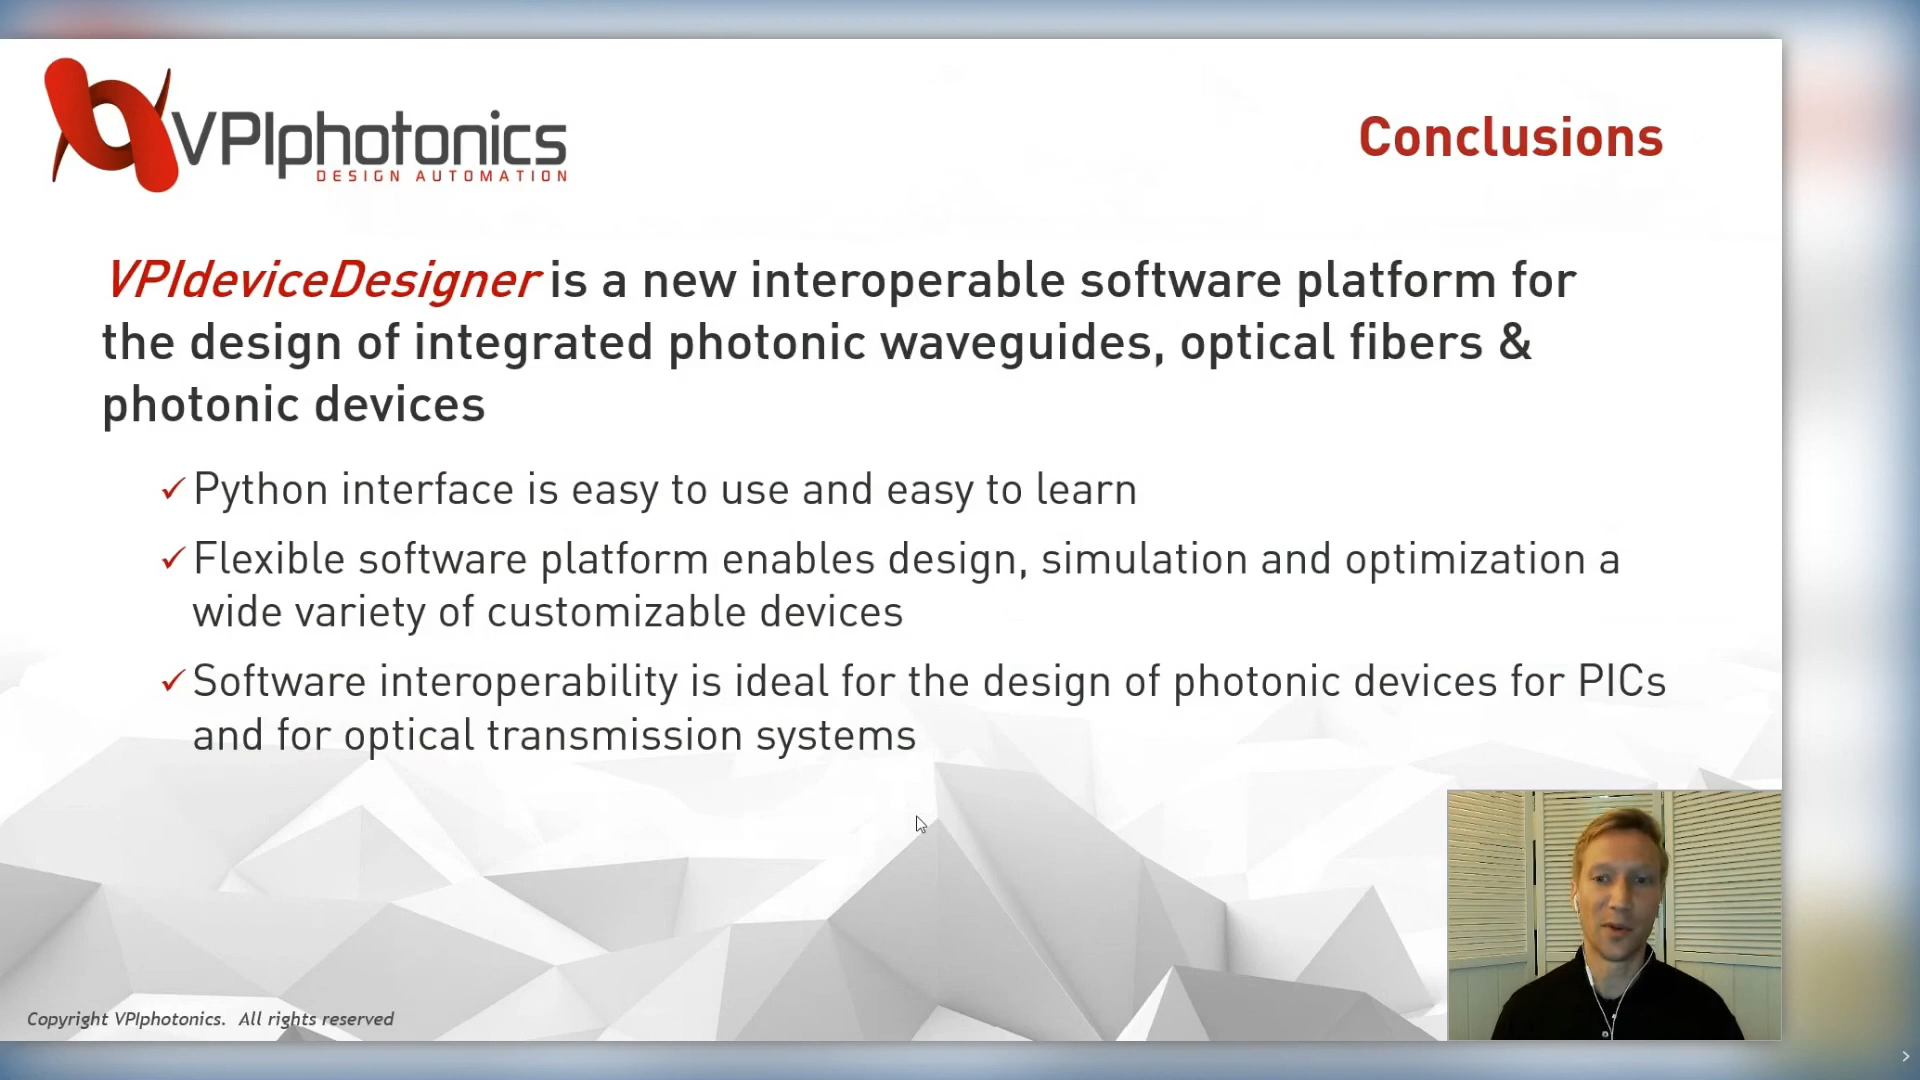 VPIphotonics
DESIGN AUTOMATION
Conclusions
VPIdeviceDesigner is a new interoperable software platform for
the design of integrated photonic waveguides, optical fibers &
photonic devices
✓ Python interface is easy to use and easy to learn
✓ Flexible software platform enables design, simulation and optimization a
wide variety of customizable devices
✓ Software interoperability is ideal for the design of photonic devices for PICs
and for optical transmission systems
Copyright VPIphotonics. All rights reserved